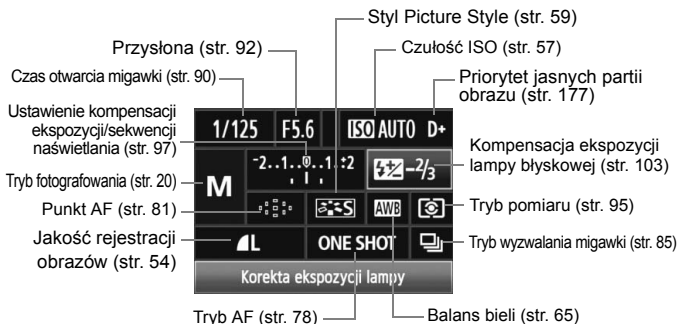 Styl Picture Style (str. 59)
Przysłona (str. 92)
Czułość ISO (str. 57)
Czas otwarcia migawki (str. 90)
Priorytet jasnych partii
obrazu (str. 177)
Ustawienie kompensacji
ekspozycji/sekwencji
naświetlania (str. 97)
1/125 F5.6 ISO AUTO D+
Kompensacja ekspozycji
lampy błyskowej (str. 103)
-2..1..0..1..+2
-2/3
Tryb fotografowania (str. 20)
M
Punkt AF (str. 81)
S
AWB
Tryb pomiaru (str. 95)
Jakość rejestracji
obrazów (str. 54)
L
ONE SHOT
Tryb wyzwalania migawki (str. 85)
Korekta ekspozycji lampy
Tryb AF (str. 78)
Balans bieli (str. 65)